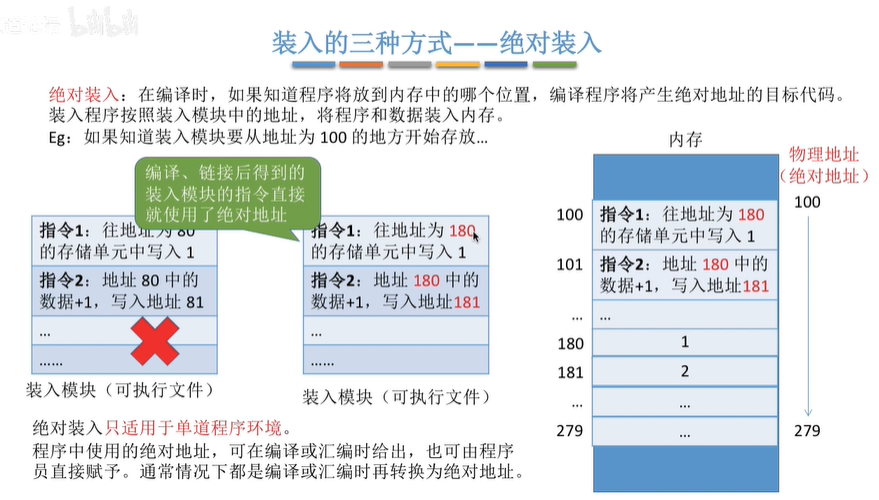 bilibili
装入的三种方式——绝对装入
绝对装入：在编译时，如果知道程序将放到内存中的哪个位置，编译程序将产生绝对地址的目标代码。
装入程序按照装入模块中的地址，将程序和数据装入内存。
Eg：如果知道装入模块要从地址为 100 的地方开始存放...
编译、链接后得到的
装入模块的指令直接
就使用了绝对地址
指令1：往地址为 80
的存储单元中写入 1
指令2：地址 80 中的
数据+1，写入地址 81
...
......
装入模块（可执行文件）
指令1：往地址为 180
的存储单元中写入 1
指令2：地址 180 中的
数据+1，写入地址181
...
......
装入模块（可执行文件）
内存
物理地址
（绝对地址）
100
指令1：往地址为 180
的存储单元中写入 1
100
101
指令2：地址 180 中的
数据+1，写入地址181
...
...
180
1
181
2
...
...
279
...
279
绝对装入只适用于单道程序环境。
程序中使用的绝对地址，可在编译或汇编时给出，也可由程序
员直接赋予。通常情况下都是编译或汇编时再转换为绝对地址。